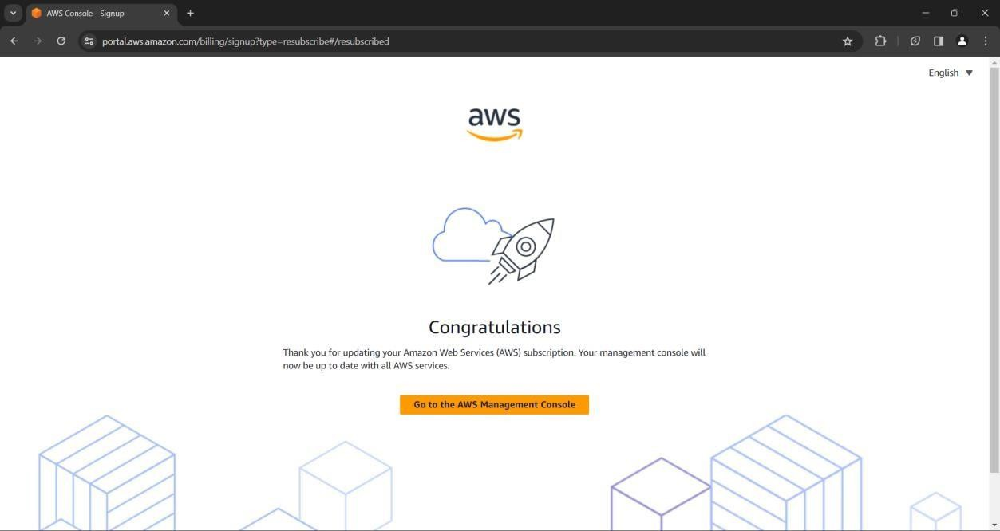 AWS Console - Signup
portal.aws.amazon.com/billing/signup?type=resubscribe#/resubscribed
English
aws
Congratulations
Thank you for updating your Amazon Web Services (AWS) subscription. Your management console will
now be up to date with all AWS services.
Go to the AWS Management Console